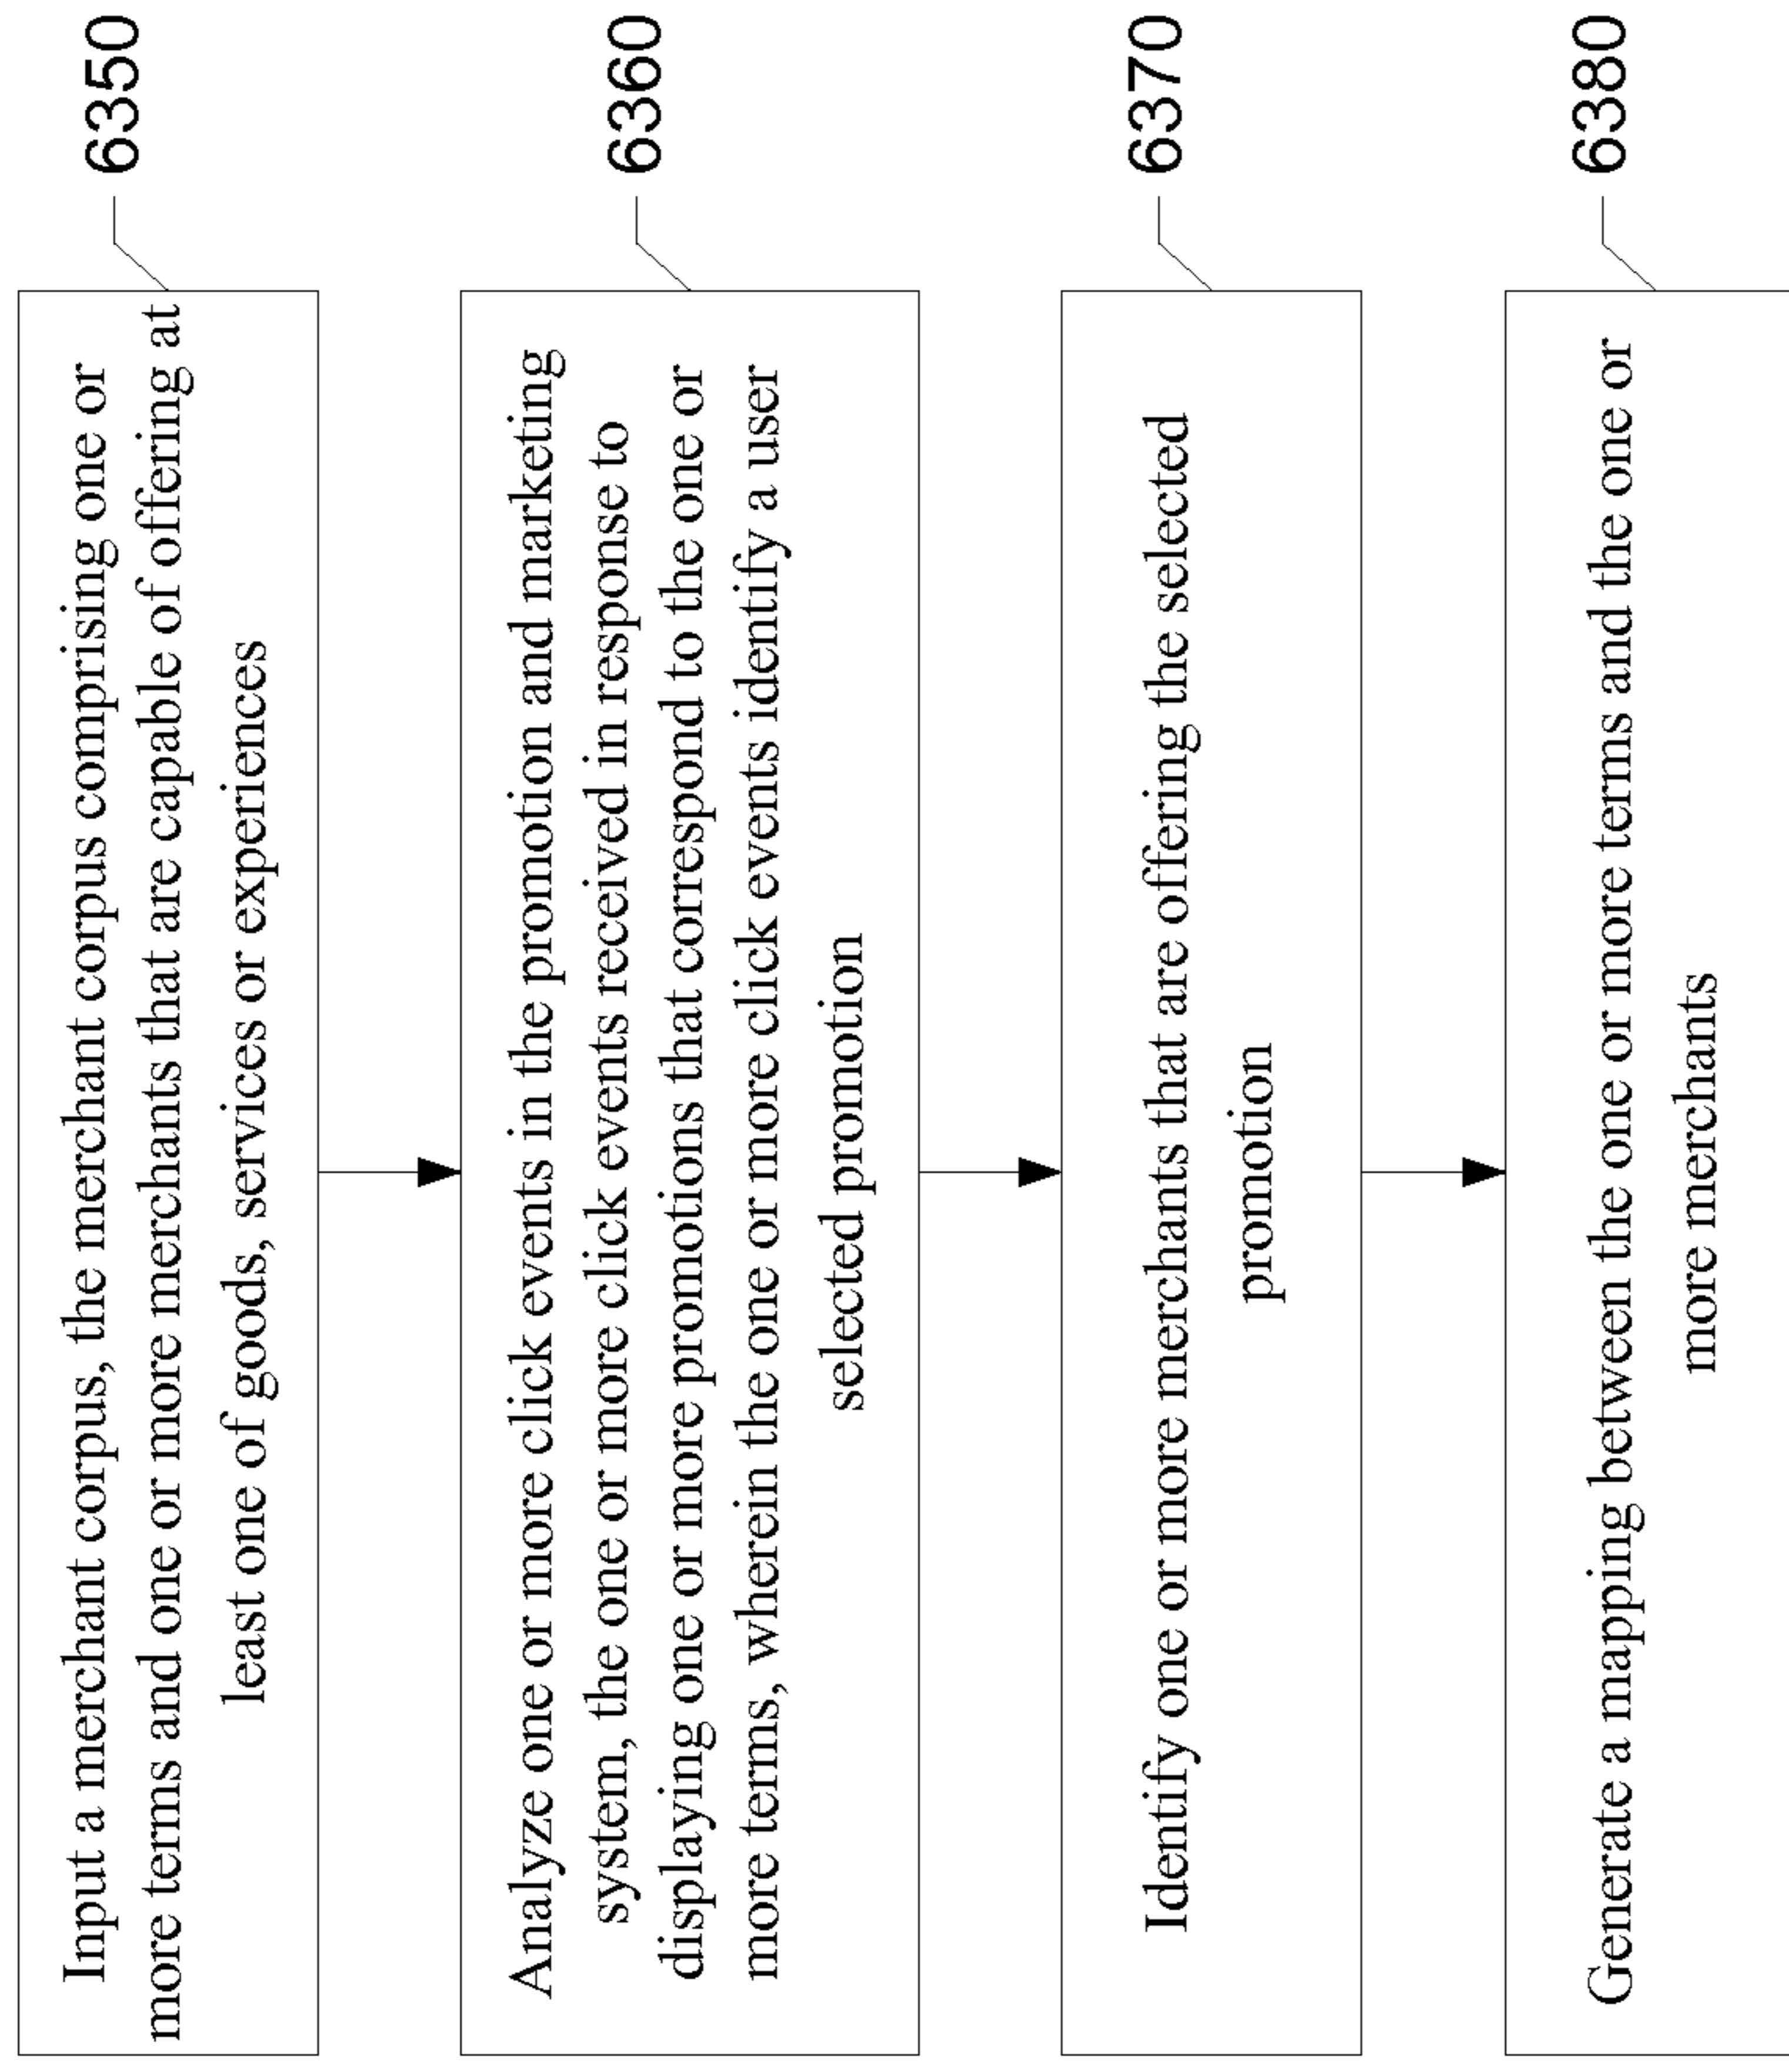 Input a merchant corpus, the merchant corpus comprising one or
more terms and one or more merchants that are capable of offering at
least one of goods, services or experiences
6350
Analyze one or more click events in the promotion and marketing
system, the one or more click events received in response to
displaying one or more promotions that correspond to the one or
more terms, wherein the one or more click events identify a user
selected promotion
6360
Identify one or more merchants that are offering the selected
promotion
6370
Generate a mapping between the one or more terms and the one or
more merchants
6380